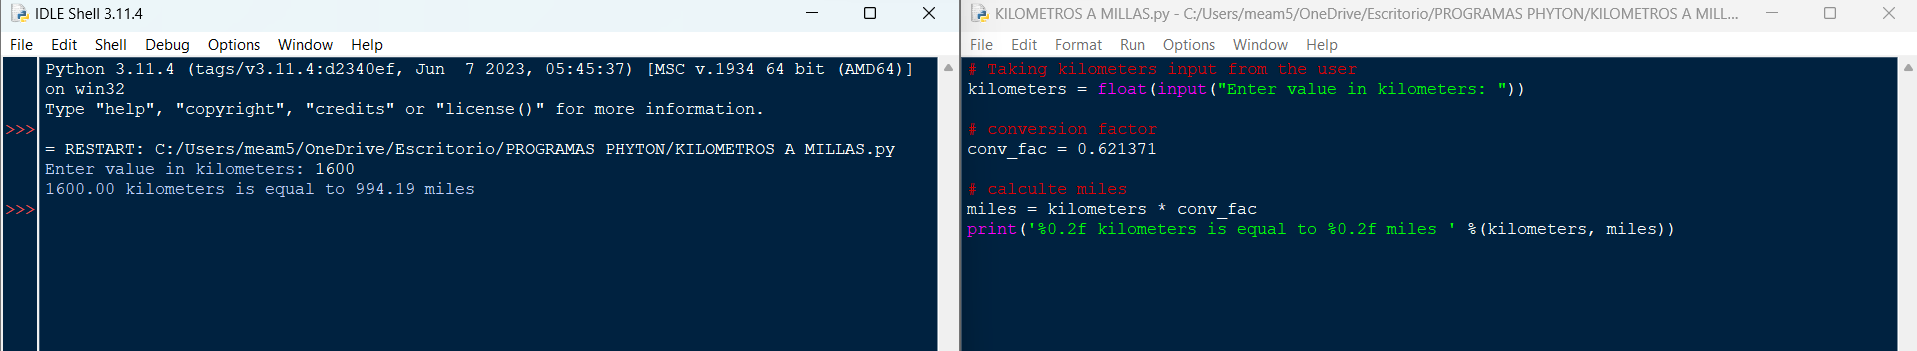 IDLE Shell 3.11.4
File Edit Shell Debug Options Window Help
Python 3.11.4 (tags/v3.11.4:d2340ef, Jun  7 2023, 05:45:37) [MSC v.1934 64 bit (AMD64)]
on win32
Type "help", "copyright", "credits" or "license()" for more information.
>>>
= RESTART: C:/Users/meam5/OneDrive/Escritorio/PROGRAMAS PHYTON/KILOMETROS A MILLAS.py
Enter value in kilometers: 1600
1600.00 kilometers is equal to 994.19 miles
>>>
KILOMETROS A MILLAS.py - C:/Users/meam5/OneDrive/Escritorio/PROGRAMAS PHYTON/KILOMETROS A MILL...
File Edit Format Run Options Window Help
# Taking kilometers input from the user
kilometers = float(input("Enter value in kilometers: "))
# conversion factor
conv_fac = 0.621371
# calculte miles
miles = kilometers * conv_fac
print('%0.2f kilometers is equal to %0.2f miles ' %(kilometers, miles))